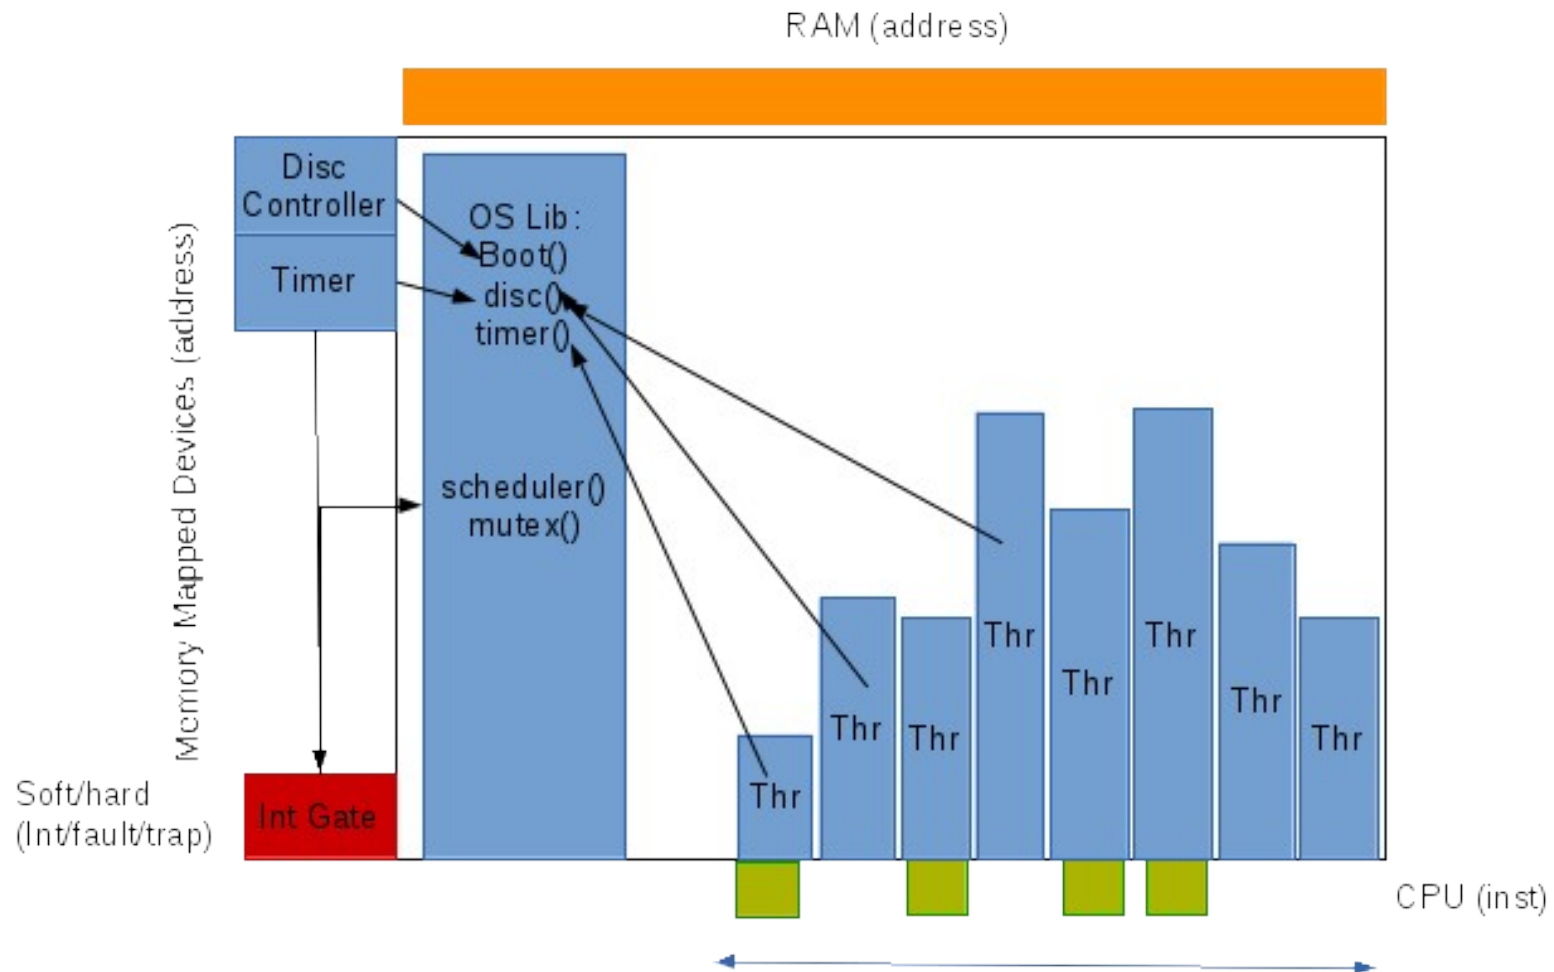 RAM (address)
Disc
Controller
Timer
OS Lib:
Boot()
disc()
timer()
scheduler()
mutex()
Memory Mapped Devices (address)
Soft/hard
(Int/fault/trap)
Int Gate
Thr
Thr
Thr
Thr
Thr
Thr
Thr
Thr
CPU (inst)